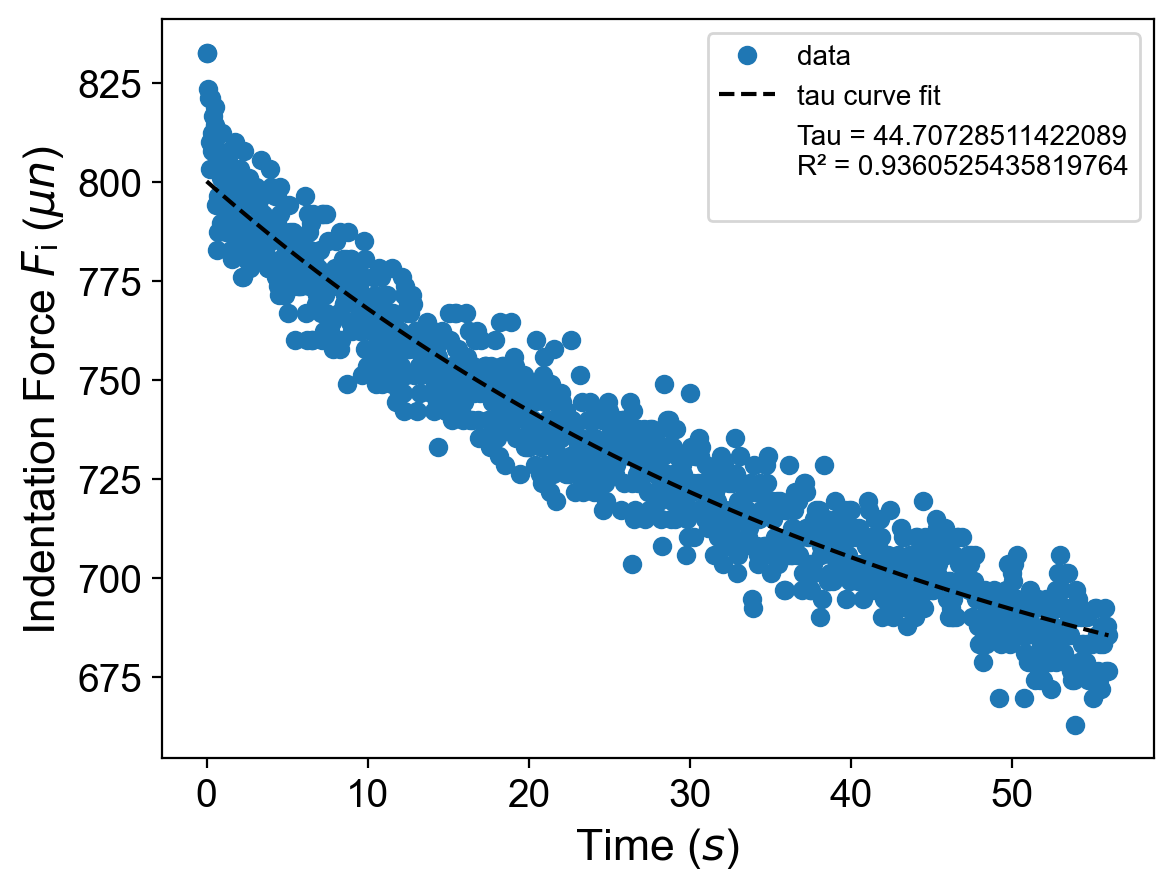 data
tau curve fit
Tau = 44.70728511422089
R² = 0.9360525435819764
825
800
775
750
725
700
675
Indentation Force Fi (μn)
0 10 20 30 40 50
Time (s)